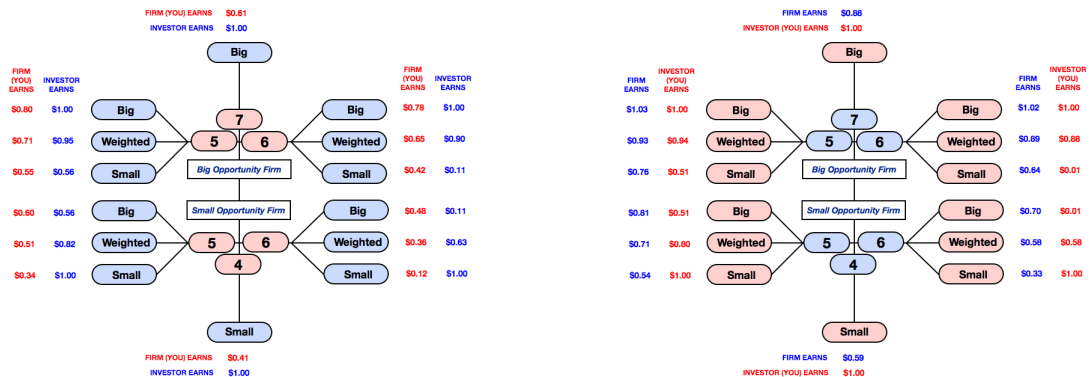 FIRM (YOU) EARNS $0.61
INVESTOR EARNS $1.00
Big
FIRM (YOU) EARNS
INVESTOR EARNS
FIRM (YOU) EARNS
INVESTOR EARNS
$0.80 $1.00 Big 7 Big $0.78 $1.00
$0.71 $0.95 Weighted 5 6 Weighted $0.65 $0.90
$0.55 $0.56 Small Big Opportunity Firm Small $0.42 $0.11
$0.60 $0.56 Big Small Opportunity Firm Big $0.48 $0.11
$0.51 $0.82 Weighted 5 6 Weighted $0.36 $0.63
$0.34 $1.00 Small 4 Small $0.12 $1.00
Small
FIRM (YOU) EARNS $0.41
INVESTOR EARNS $1.00
FIRM EARNS $0.88
INVESTOR (YOU) EARNS $1.00
Big
FIRM EARNS
INVESTOR (YOU) EARNS
FIRM EARNS
INVESTOR (YOU) EARNS
$1.03 $1.00 Big 7 Big $1.02 $1.00
$0.93 $0.94 Weighted 5 6 Weighted $0.89 $0.88
$0.76 $0.51 Small Big Opportunity Firm Small $0.64 $0.01
$0.81 $0.51 Big Small Opportunity Firm Big $0.70 $0.01
$0.71 $0.80 Weighted 5 6 Weighted $0.58 $0.58
$0.54 $1.00 Small 4 Small $0.33 $1.00
Small
FIRM EARNS $0.59
INVESTOR (YOU) EARNS $1.00